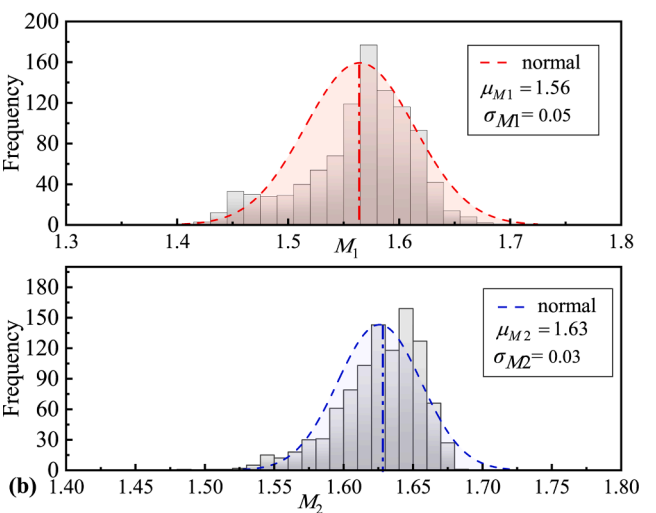 200
160
120
80
40
0
Frequency
normal
μM1 = 1.56
σM1 = 0.05
1.3 1.4 1.5 1.6 1.7 1.8
M1
180
150
120
90
60
30
0
Frequency
normal
μM2 = 1.63
σM2 = 0.03
(b)
1.40 1.45 1.50 1.55 1.60 1.65 1.70 1.75 1.80
M2